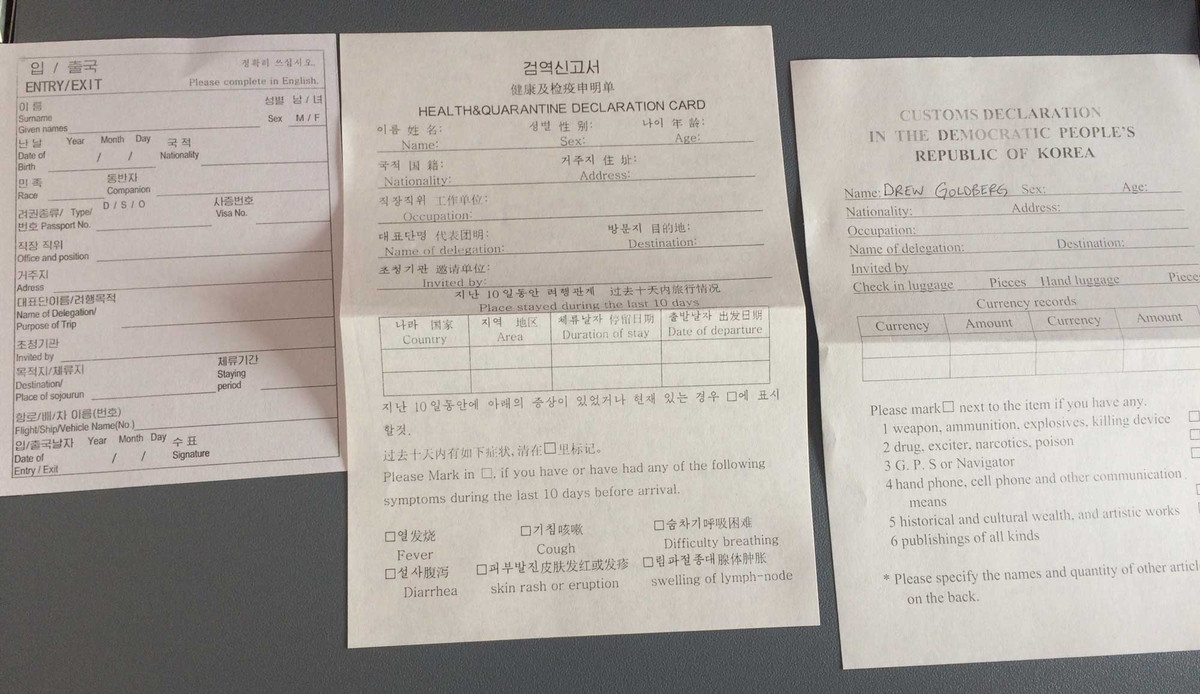 입 / 출국 정확히 쓰십시오.
ENTRY/EXIT Please complete in English.
이 름 성별 남 / 녀
Surname
Given names Sex M / F
난 날 Year Month Day 국 적
Date of / / Nationality
Birth
민 족 동반자
Race Companion
려권종류/ Type/ D / S / O 사증번호
번호 Passport No. Visa No.
직장 직위
Office and position
거주지
Adress
대표단이름/려행목적
Name of Delegation/
Purpose of Trip
초청기관
Invited by 체류기간
목적지/체류지 Staying
Destination/ period
Place of sojourun
항로/배/차 이름(번호)
Flight/Ship/Vehicle Name(No.)
입/출국날자 Year Month Day 수 표
Date of / / Signature
Entry / Exit
검역신고서
健康及检疫申明单
HEALTH&QUARANTINE DECLARATION CARD
이름 姓 名: 성별 性 别: 나이 年 龄:
Name: Sex: Age:
국적 国 籍: 거주지 住 址:
Nationality: Address:
직장직위 工作单位:
Occupation:
대표단명 代表团明: 방문지 目的地:
Name of delegation: Destination:
초청기관 邀请单位:
Invited by:
지난 10일동안 려행관계 过去十天内旅行情况
Place stayed during the last 10 days
나라 国家 지역 地区 체류날자 停留日期 출발날자 出发日期
Country Area Duration of stay Date of departure
지난 10일동안에 아래의 증상이 있었거나 현재 있는 경우 □에 표시
할것.
过去十天内有如下症状,请在□里标记。
Please Mark in □, if you have or have had any of the following
symptoms during the last 10 days before arrival.
□열发烧 □기침咳嗽 □숨차기呼吸困难
Fever Cough Difficulty breathing
□설사腹泻 □피부발진皮肤发红或发疹 □림파절종대腺体肿胀
Diarrhea skin rash or eruption swelling of lymph-node
CUSTOMS DECLARATION
IN THE DEMOCRATIC PEOPLE'S
REPUBLIC OF KOREA
Name: DREW GOLDBERG Sex: Age:
Nationality: Address:
Occupation:
Name of delegation: Destination:
Invited by
Check in luggage Pieces Hand luggage Piece
Currency records
Currency Amount Currency Amount
Please mark □ next to the item if you have any.
1 weapon, ammunition, explosives, killing device
2 drug, exciter, narcotics, poison
3 G. P. S or Navigator
4 hand phone, cell phone and other communication
means
5 historical and cultural wealth, and artistic works
6 publishings of all kinds
* Please specify the names and quantity of other articl
on the back.